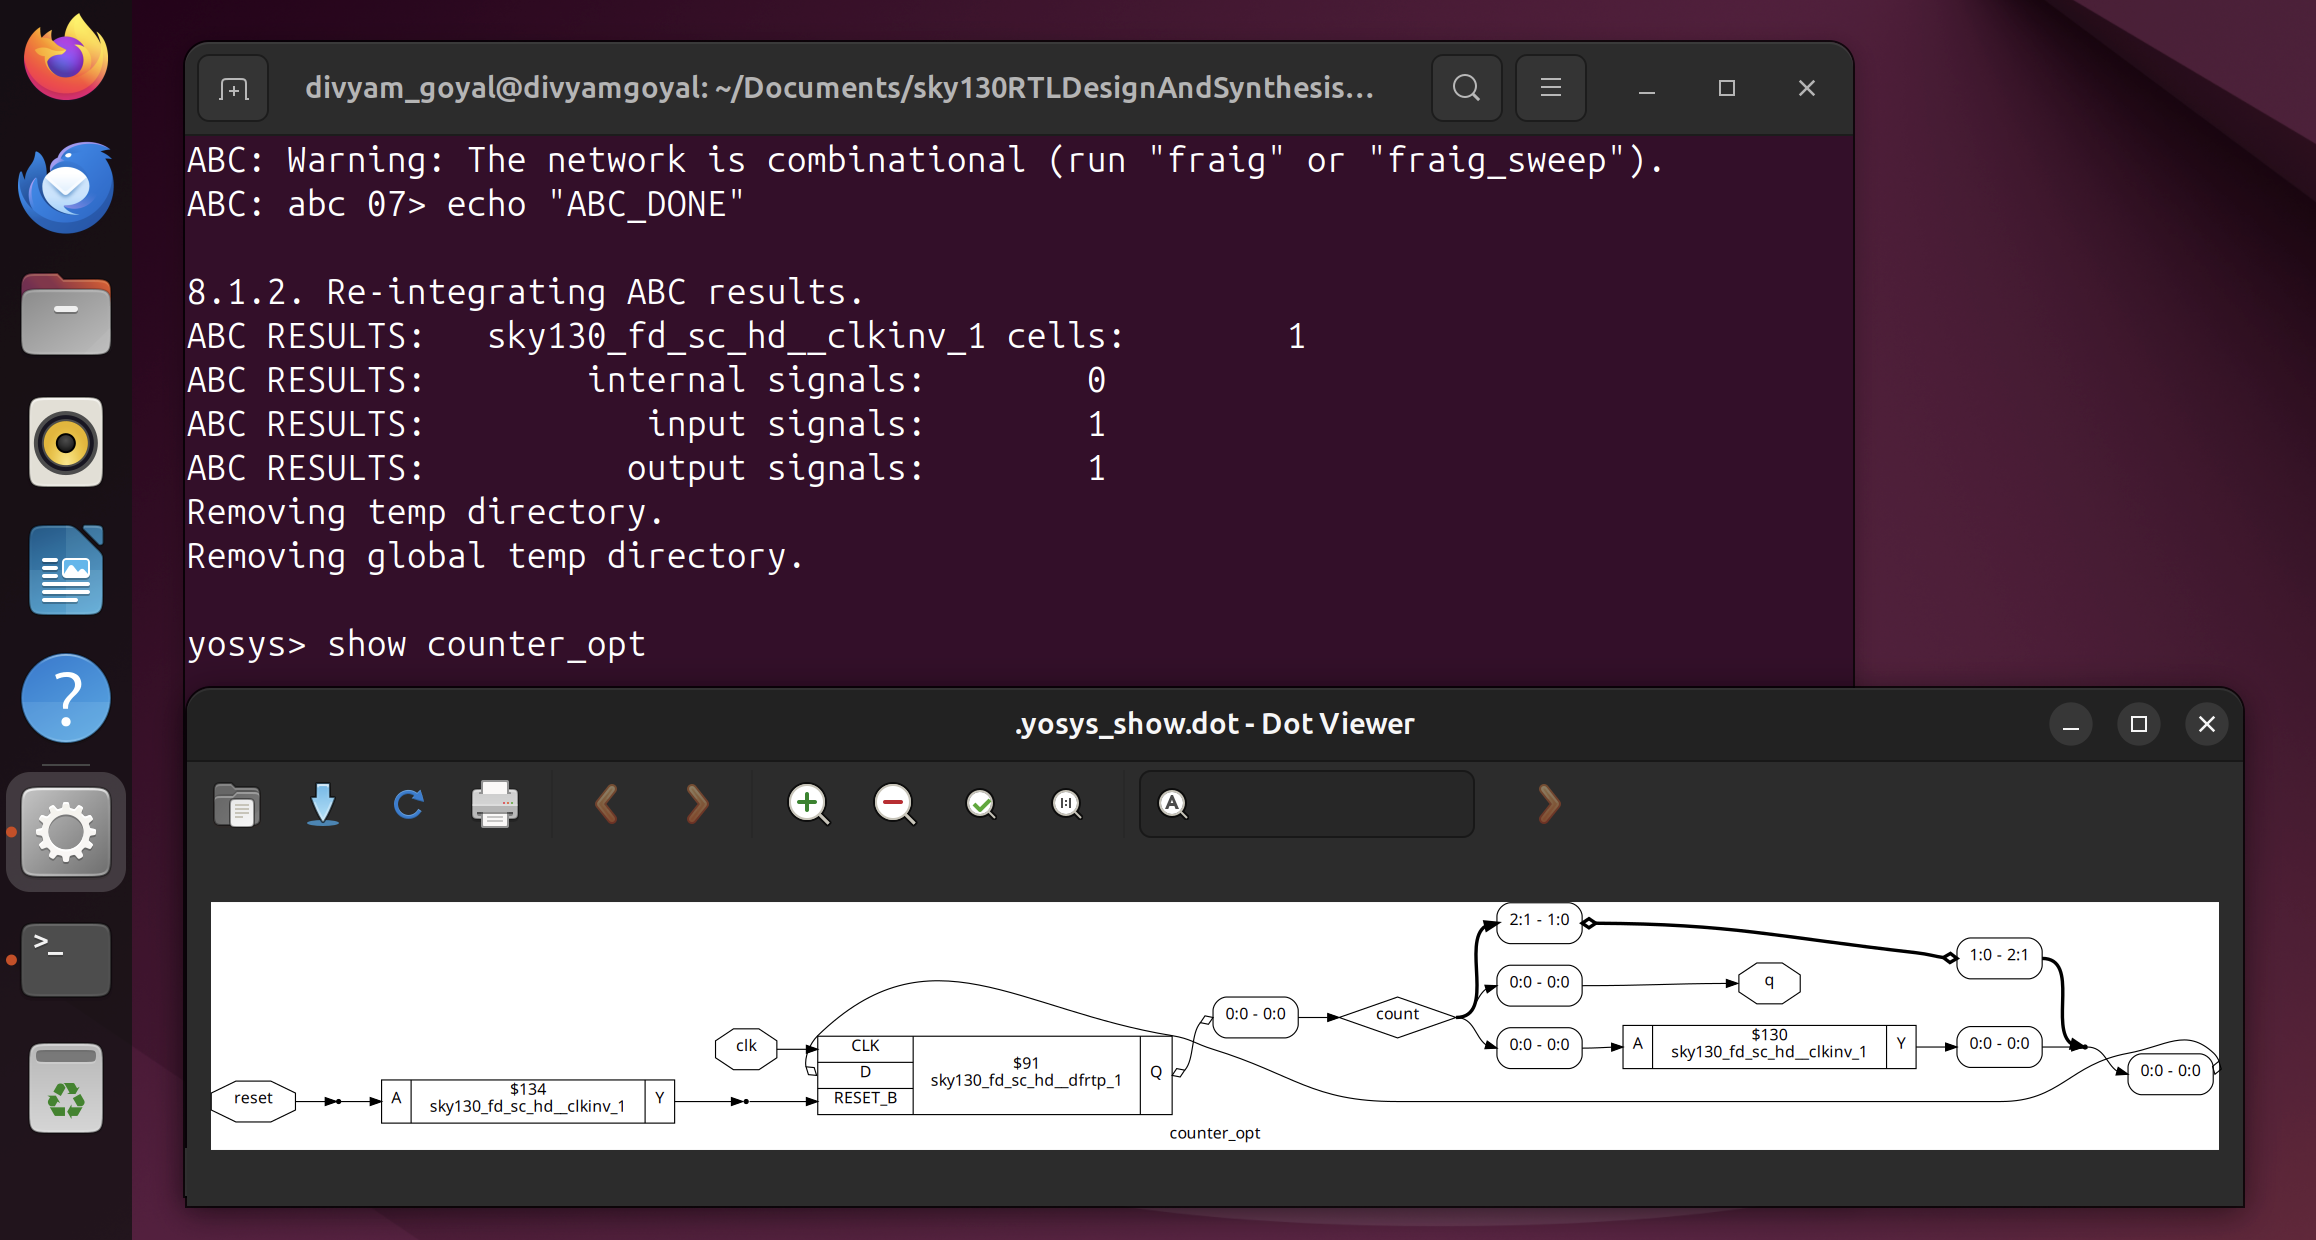 divyam_goyal@divyamgoyal: ~/Documents/sky130RTLDesignAndSynthesis...
ABC: Warning: The network is combinational (run "fraig" or "fraig_sweep").
ABC: abc 07> echo "ABC_DONE"
8.1.2. Re-integrating ABC results.
ABC RESULTS:   sky130_fd_sc_hd__clkinv_1 cells:        1
ABC RESULTS:        internal signals:        0
ABC RESULTS:           input signals:        1
ABC RESULTS:          output signals:        1
Removing temp directory.
Removing global temp directory.
yosys> show counter_opt
.yosys_show.dot - Dot Viewer
2:1 - 1:0
1:0 - 2:1
0:0 - 0:0
q
0:0 - 0:0
count
clk
CLK
D
RESET_B
$91
sky130_fd_sc_hd__dfrtp_1
Q
0:0 - 0:0
A
$130
sky130_fd_sc_hd__clkinv_1
Y
0:0 - 0:0
0:0 - 0:0
reset
A
$134
sky130_fd_sc_hd__clkinv_1
Y
counter_opt